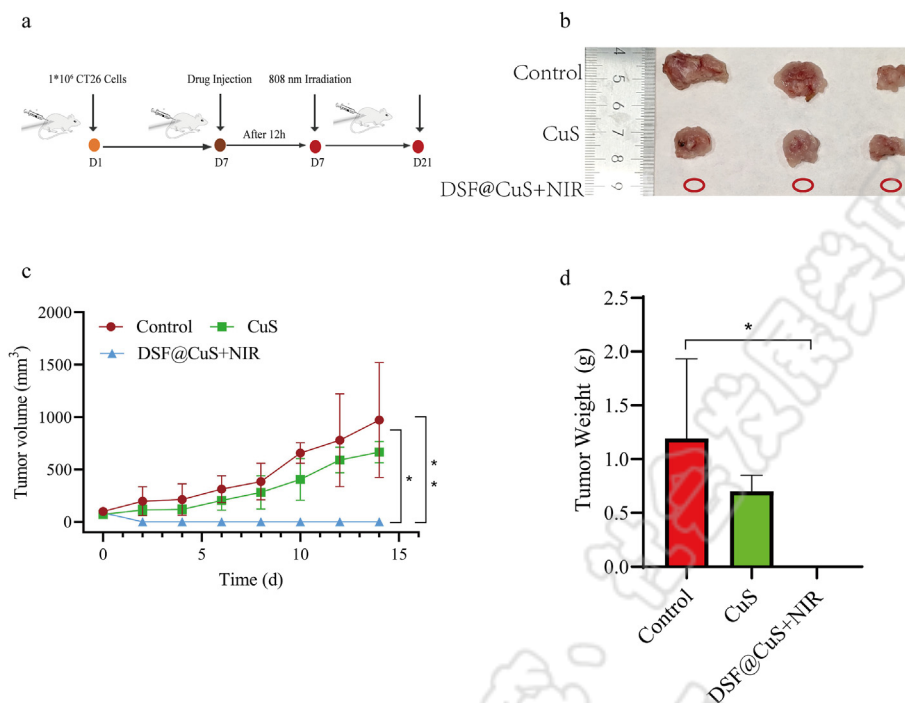 a
1*10⁶ CT26 Cells
Drug Injection
808 nm Irradiation
After 12h
D1
D7
D7
D21
b
Control
CuS
DSF@CuS+NIR
4
5
6
7
8
9
c
Tumor volume (mm³)
2000
1500
1000
500
0
Control
CuS
DSF@CuS+NIR
*
*
*
0
5
10
15
Time (d)
d
Tumor Weight (g)
2.5
2.0
1.5
1.0
0.5
0.0
*
Control
CuS
DSF@CuS+NIR